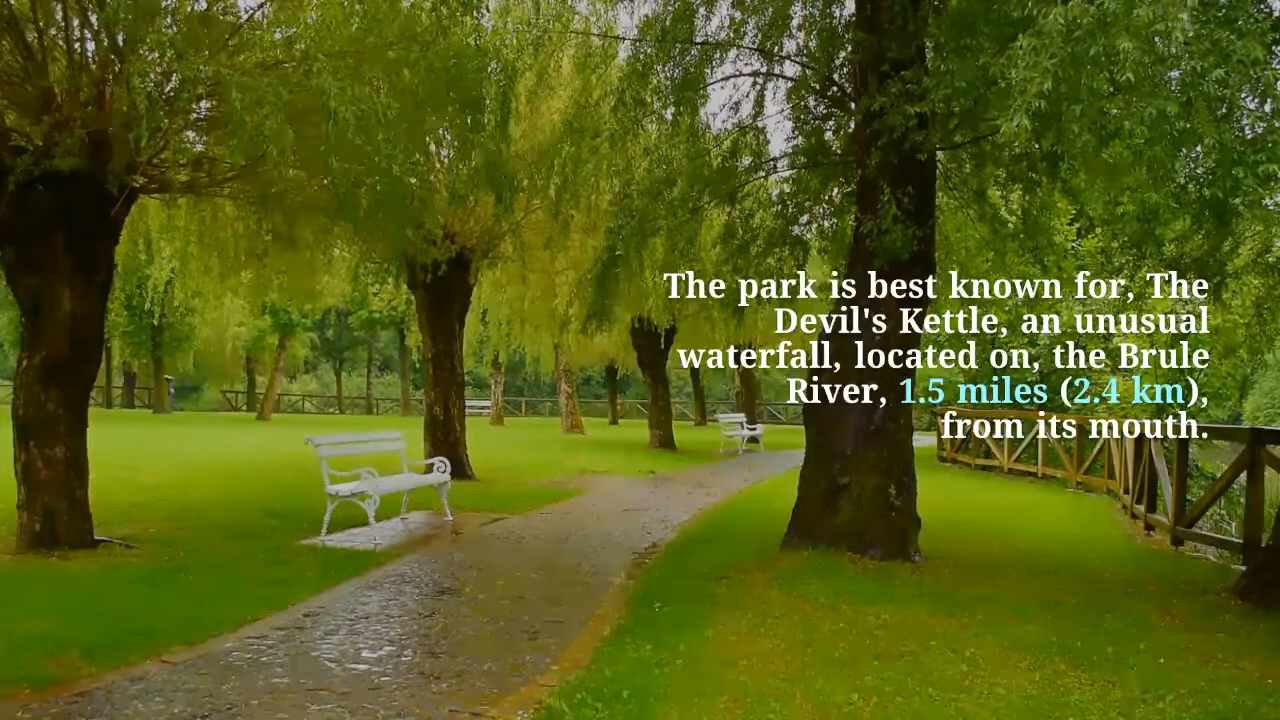 The park is best known for, The
Devil's Kettle, an unusual
waterfall, located on, the Brule
River, 1.5 miles (2.4 km),
from its mouth.